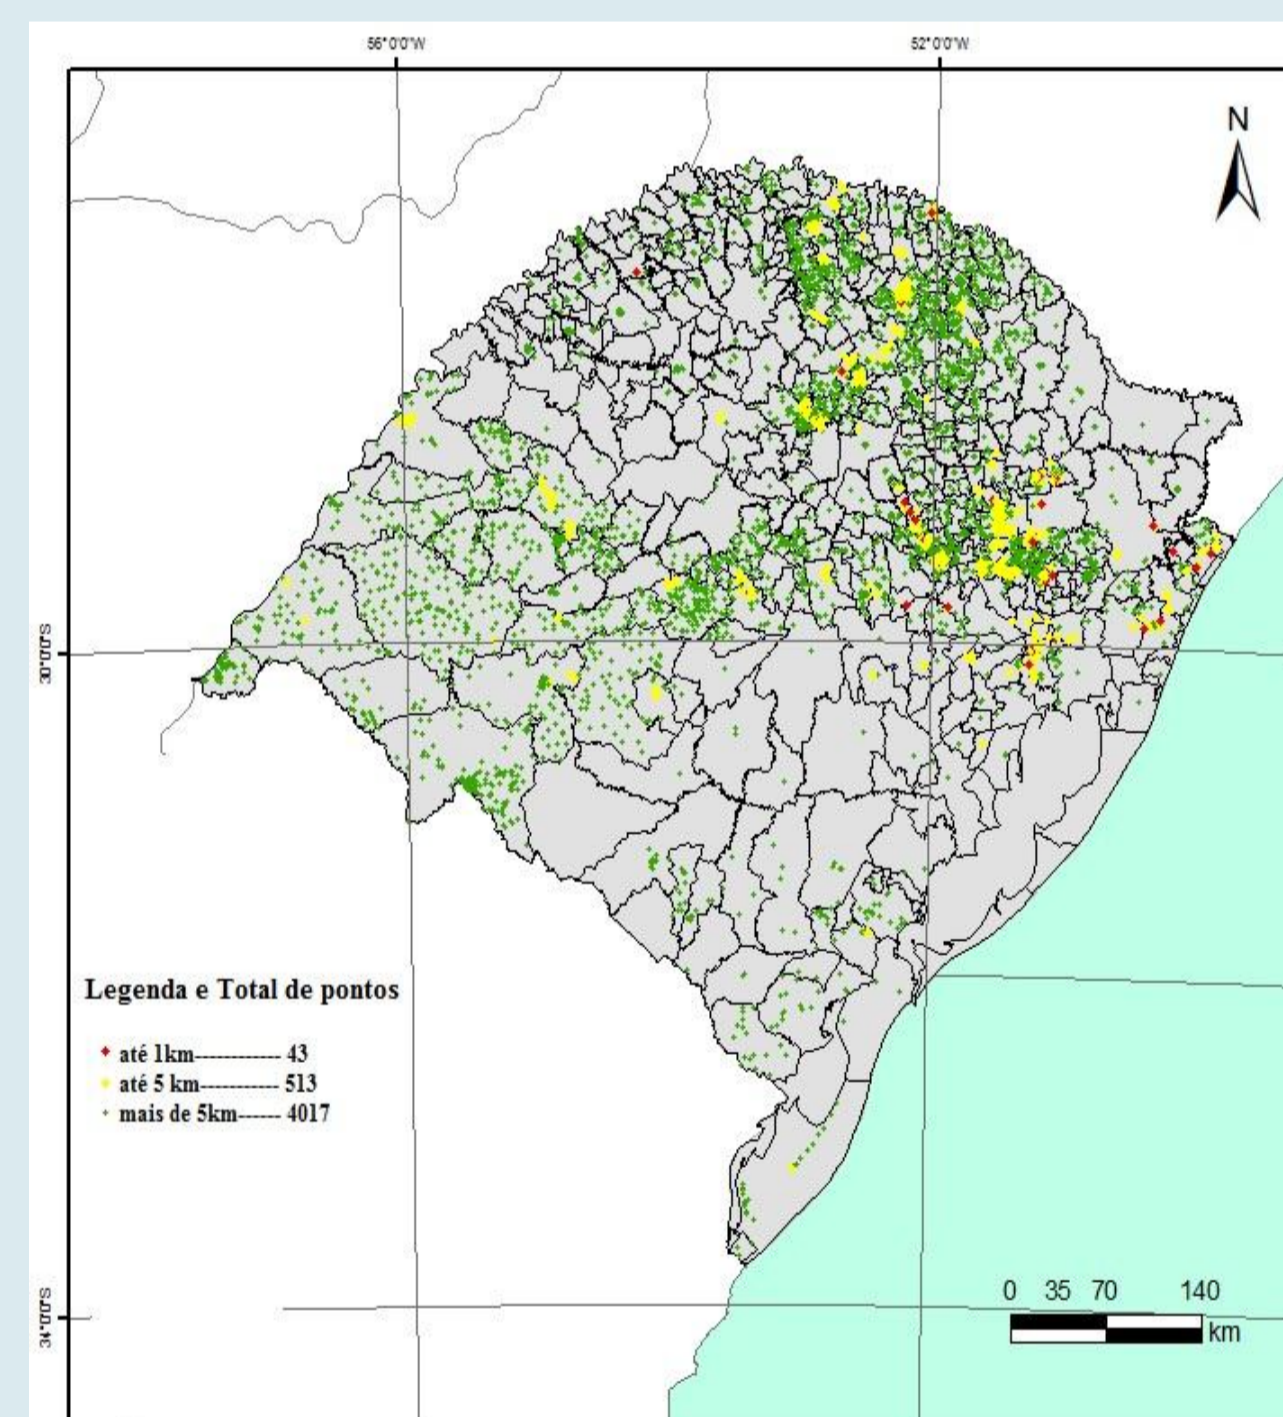 56°0'0"W
52°0'0"W
N
30°0'0"S
Legenda e Total de pontos
até 1km------------ 43
até 5 km----------- 513
mais de 5km------ 4017
0 35 70 140
km
34°0'0"S